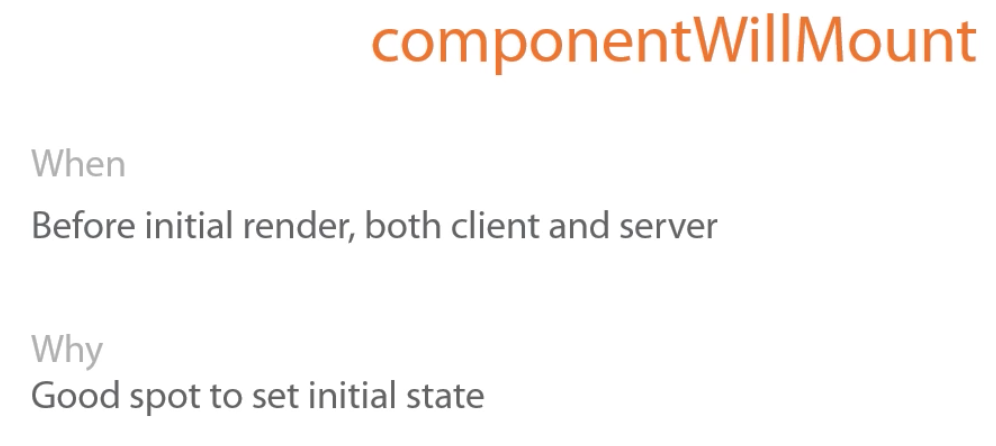 componentWillMount
When
Before initial render, both client and server
Why
Good spot to set initial state